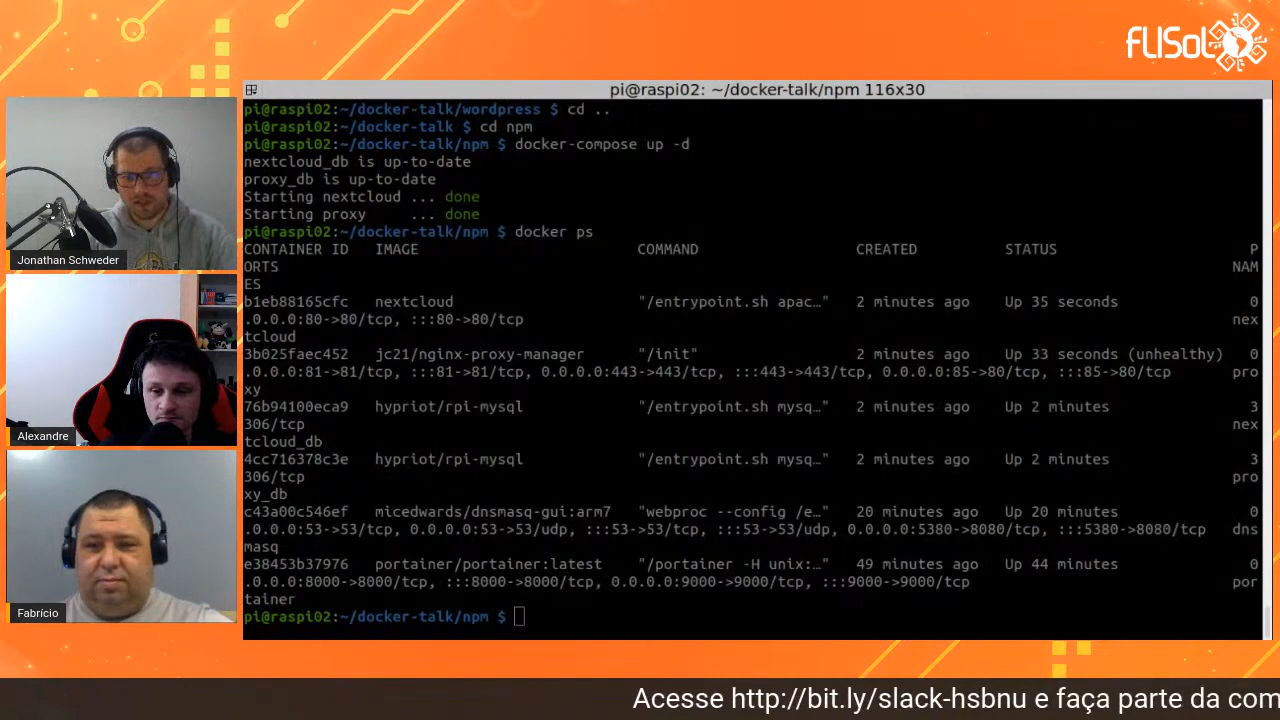 FLISoL
pi@raspi02: ~/docker-talk/npm 116x30
pi@raspi02:~/docker-talk/wordpress $ cd ..
pi@raspi02:~/docker-talk $ cd npm
pi@raspi02:~/docker-talk/npm $ docker-compose up -d
nextcloud_db is up-to-date
proxy_db is up-to-date
Starting nextcloud ... done
Starting proxy     ... done
pi@raspi02:~/docker-talk/npm $ docker ps
CONTAINER ID   IMAGE                         COMMAND                  CREATED          STATUS                      P
ORTS                                                                                                             NAM
ES
b1eb88165cfc   nextcloud                     "/entrypoint.sh apac…"   2 minutes ago    Up 35 seconds               0
.0.0.0:80->80/tcp, :::80->80/tcp                                                                                 nex
tcloud
3b025faec452   jc21/nginx-proxy-manager      "/init"                  2 minutes ago    Up 33 seconds (unhealthy)   0
.0.0.0:81->81/tcp, :::81->81/tcp, 0.0.0.0:443->443/tcp, :::443->443/tcp, 0.0.0.0:85->80/tcp, :::85->80/tcp       pro
xy
76b94100eca9   hypriot/rpi-mysql             "/entrypoint.sh mysq…"   2 minutes ago    Up 2 minutes                3
306/tcp                                                                                                          nex
tcloud_db
4cc716378c3e   hypriot/rpi-mysql             "/entrypoint.sh mysq…"   2 minutes ago    Up 2 minutes                3
306/tcp                                                                                                          pro
xy_db
c43a00c546ef   micedwards/dnsmasq-gui:arm7   "webproc --config /e…"   20 minutes ago   Up 20 minutes               0
.0.0.0:53->53/tcp, 0.0.0.0:53->53/udp, :::53->53/tcp, :::53->53/udp, 0.0.0.0:5380->8080/tcp, :::5380->8080/tcp   dns
masq
e38453b37976   portainer/portainer:latest    "/portainer -H unix:…"   49 minutes ago   Up 44 minutes               0
.0.0.0:8000->8000/tcp, :::8000->8000/tcp, 0.0.0.0:9000->9000/tcp, :::9000->9000/tcp                              por
tainer
pi@raspi02:~/docker-talk/npm $
Jonathan Schweder
Alexandre
Fabrício
Acesse http://bit.ly/slack-hsbnu e faça parte da com